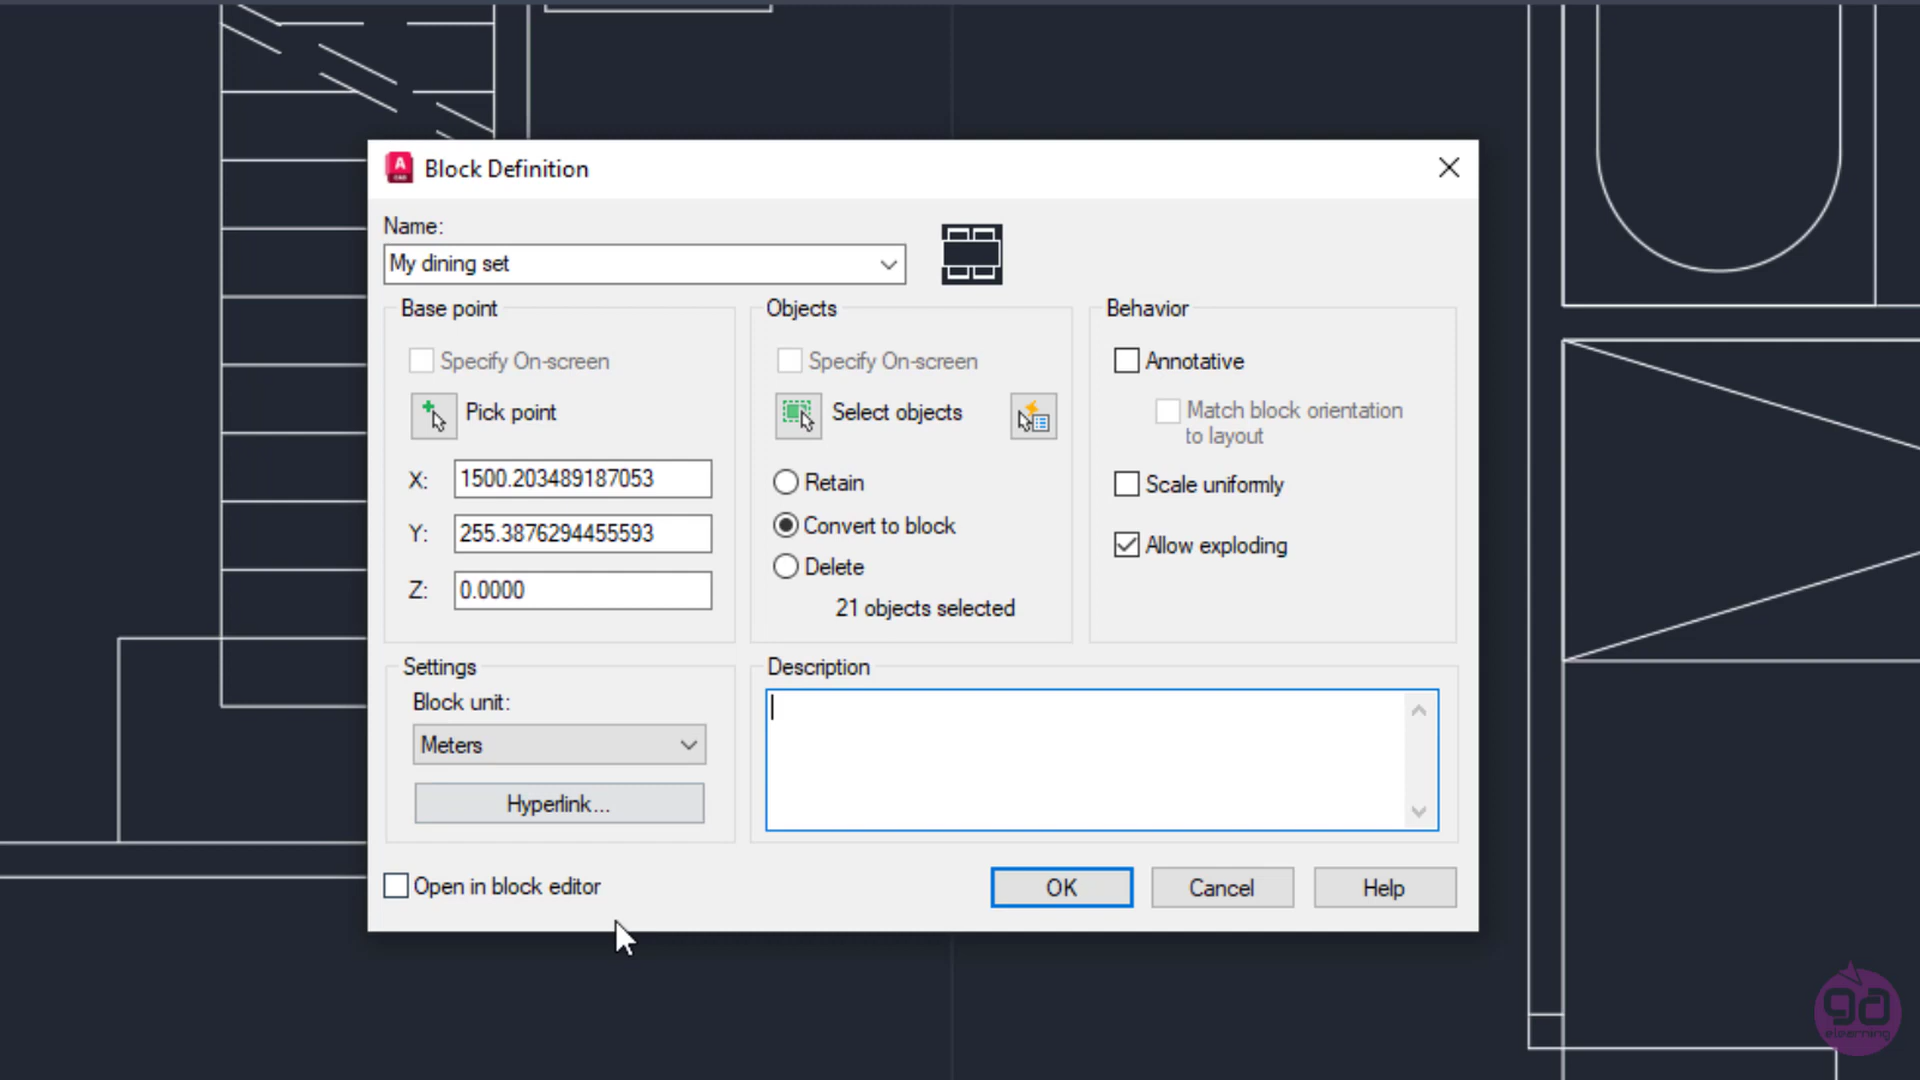 A
CAD
Block Definition
Name:
My dining set
Base point
Specify On-screen
Pick point
X: 1500.203489187053
Y: 255.3876294455593
Z: 0.0000
Objects
Specify On-screen
Select objects
Retain
Convert to block
Delete
21 objects selected
Behavior
Annotative
Match block orientation
to layout
Scale uniformly
Allow exploding
Settings
Block unit:
Meters
Hyperlink...
Description
Open in block editor
OK
Cancel
Help
ga
elearning